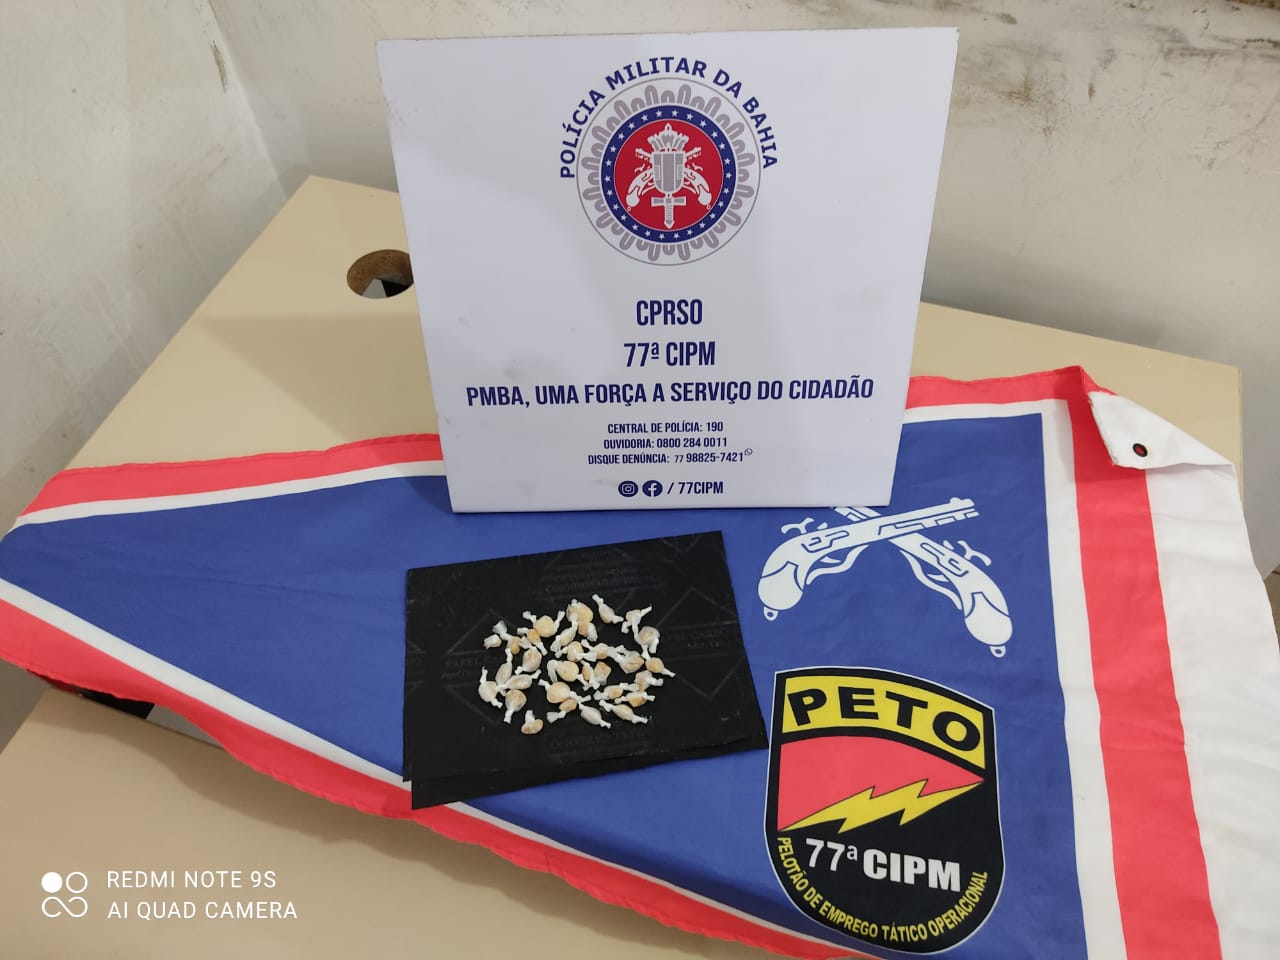 POLÍCIA MILITAR DA BAHIA
CPRSO
77ª CIPM
PMBA, UMA FORÇA A SERVIÇO DO CIDADÃO
CENTRAL DE POLÍCIA: 190
OUVIDORIA: 0800 284 0011
DISQUE DENÚNCIA: 77 98825-7421
/ 77CIPM
PETO
77ª CIPM
PELOTÃO DE EMPREGO TÁTICO OPERACIONAL
REDMI NOTE 9S
AI QUAD CAMERA